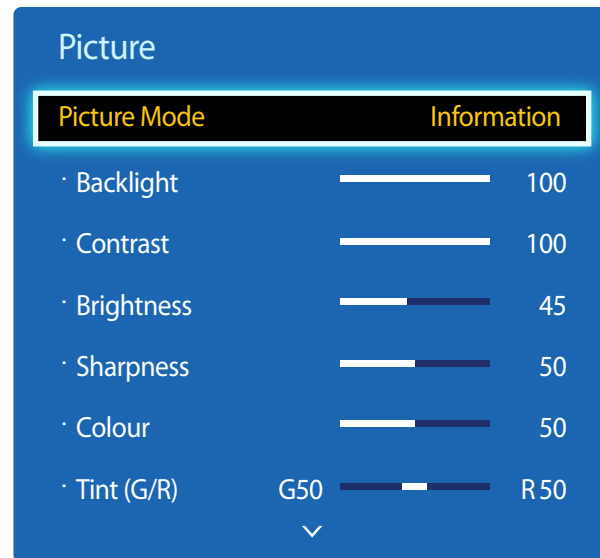 Picture
Picture Mode Information
· Backlight 100
· Contrast 100
· Brightness 45
· Sharpness 50
· Colour 50
· Tint (G/R) G50 R50